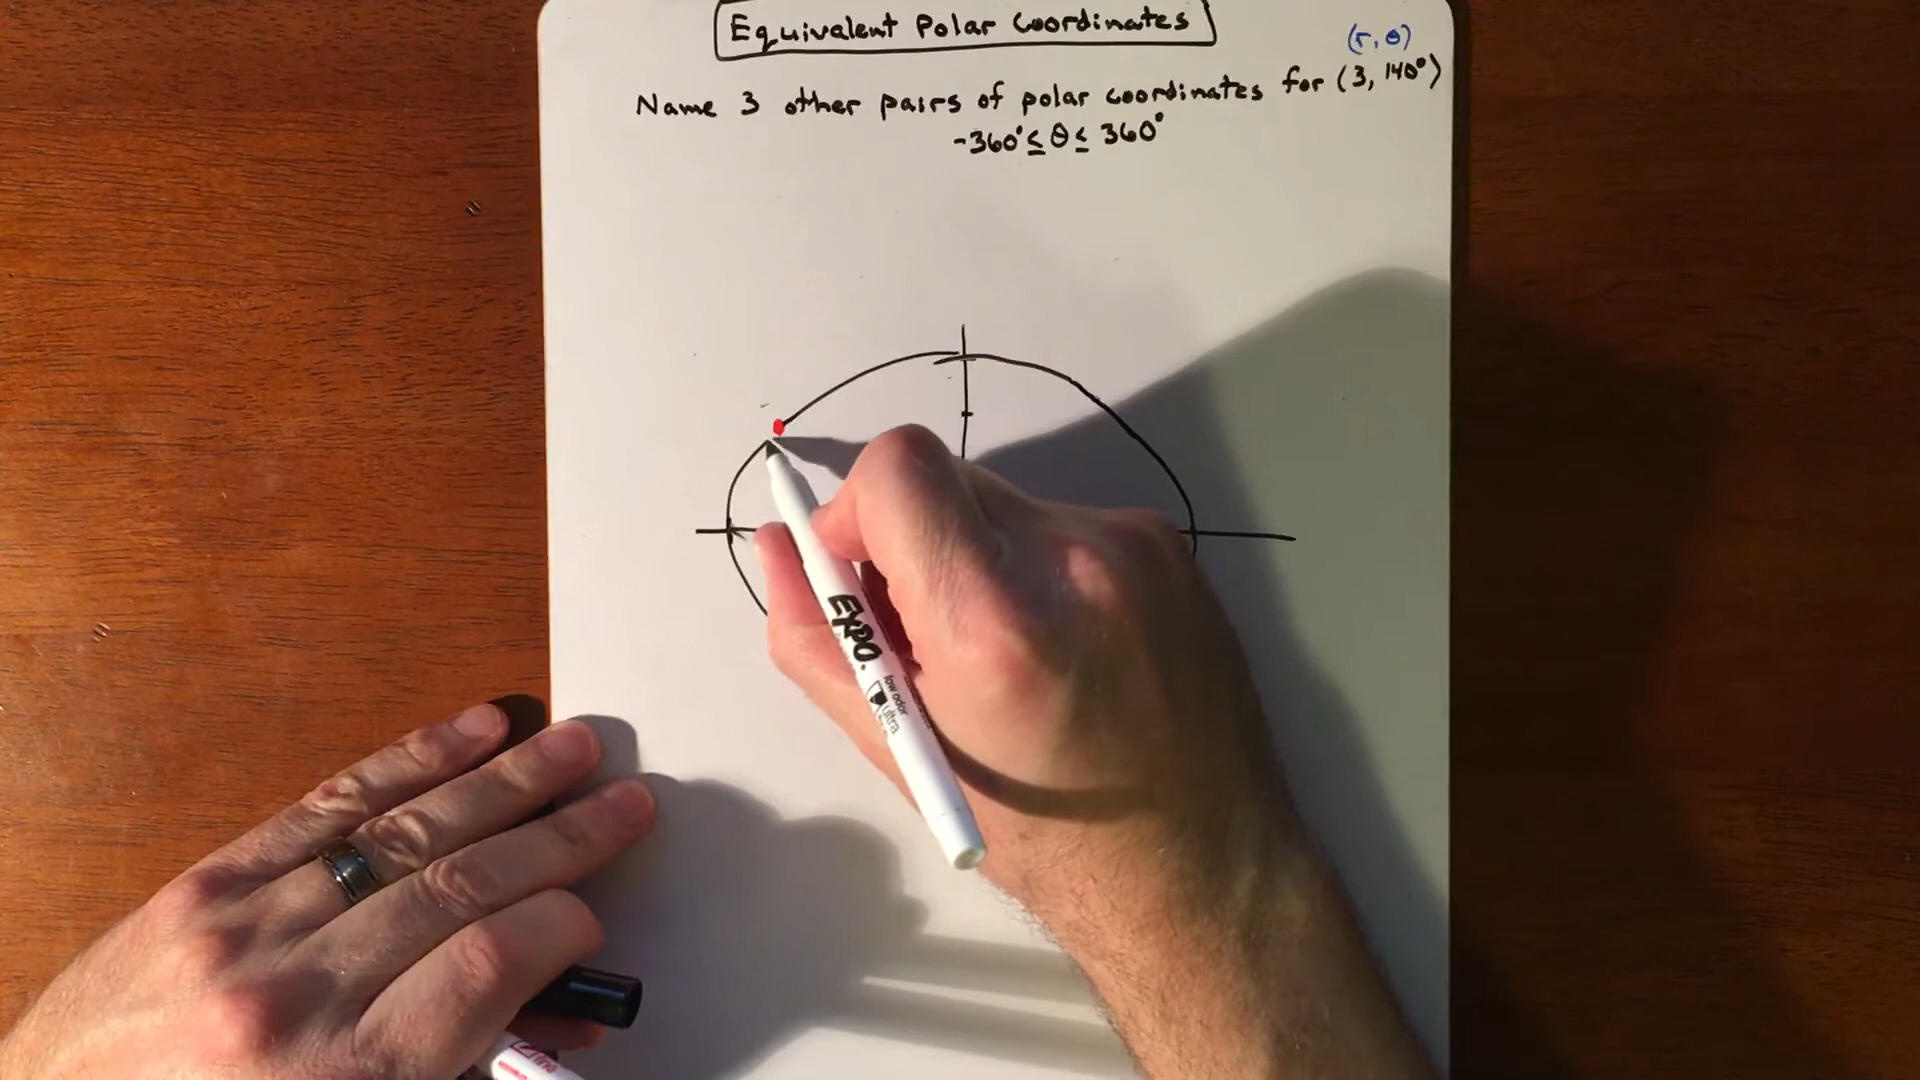 Equivalent Polar Coordinates
(r, θ)
Name 3 other pairs of polar coordinates for (3, 140°)
-360° ≤ θ ≤ 360°
EXPO.
low odor
ultra